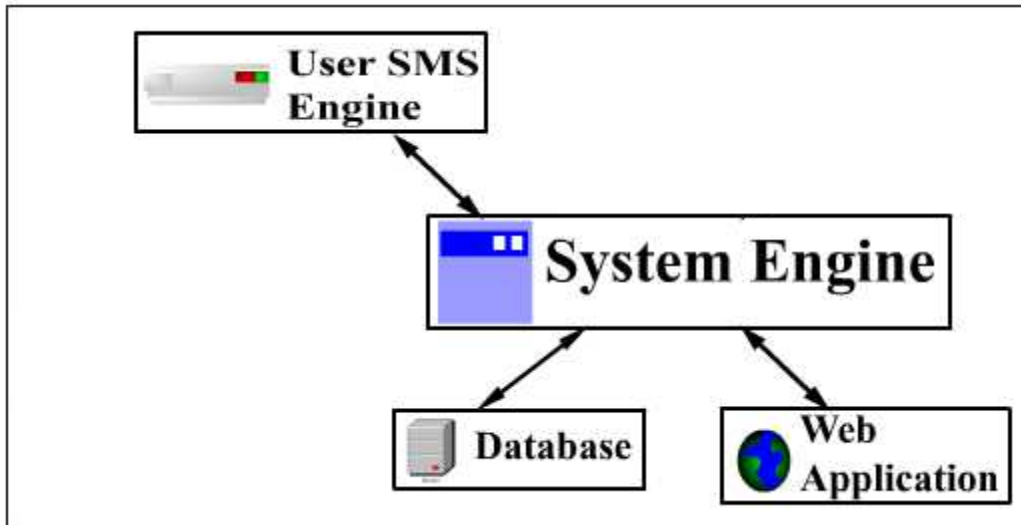 User SMS
Engine
System Engine
Database
Web
Application